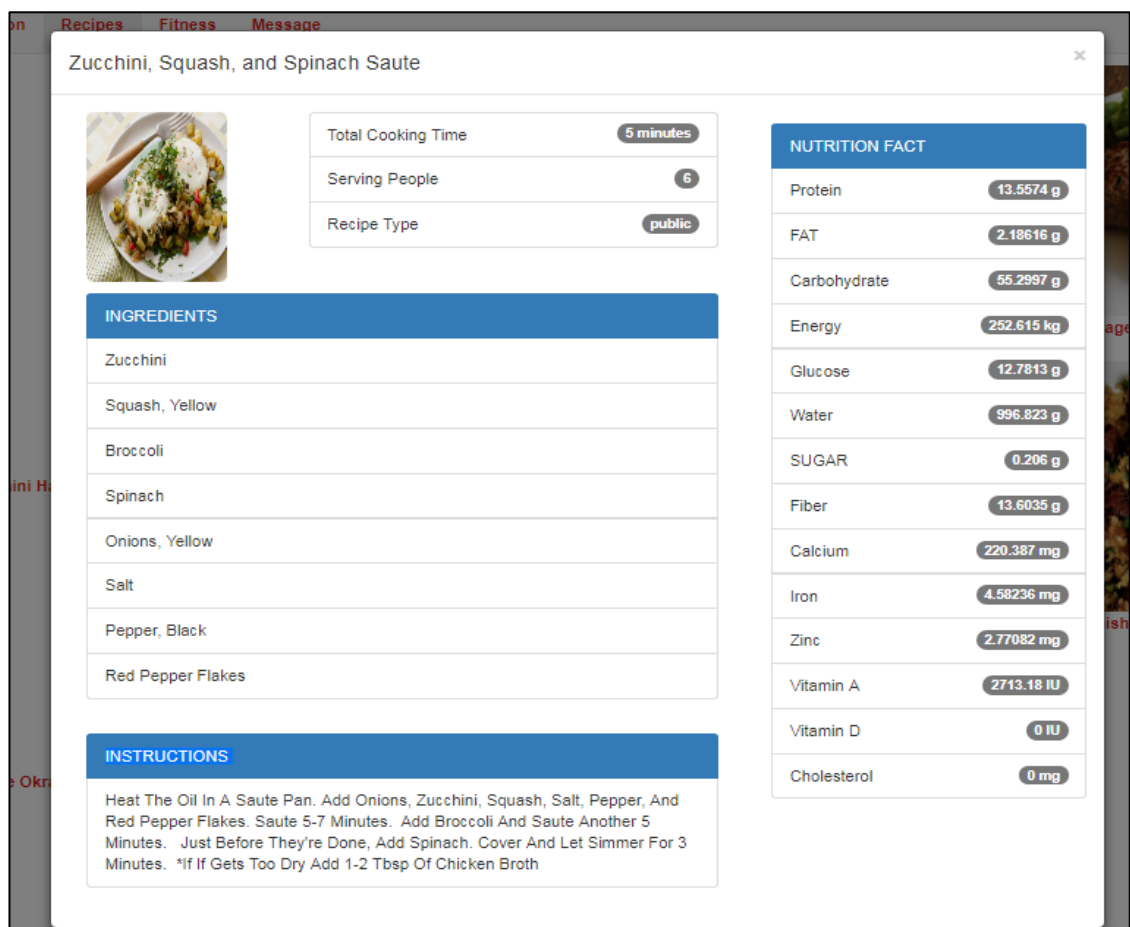 on Recipes Fitness Message
Zucchini, Squash, and Spinach Saute ×
Total Cooking Time 5 minutes
Serving People 6
Recipe Type public
INGREDIENTS
Zucchini
Squash, Yellow
Broccoli
Spinach
Onions, Yellow
Salt
Pepper, Black
Red Pepper Flakes
INSTRUCTIONS
Heat The Oil In A Saute Pan. Add Onions, Zucchini, Squash, Salt, Pepper, And
Red Pepper Flakes. Saute 5-7 Minutes. Add Broccoli And Saute Another 5
Minutes. Just Before They're Done, Add Spinach. Cover And Let Simmer For 3
Minutes. *If If Gets Too Dry Add 1-2 Tbsp Of Chicken Broth
NUTRITION FACT
Protein 13.5574 g
FAT 2.18616 g
Carbohydrate 55.2997 g
Energy 252.615 kg
Glucose 12.7813 g
Water 996.823 g
SUGAR 0.206 g
Fiber 13.6035 g
Calcium 220.387 mg
Iron 4.58236 mg
Zinc 2.77082 mg
Vitamin A 2713.18 IU
Vitamin D 0 IU
Cholesterol 0 mg
ini Ha
e Okra
age
ish